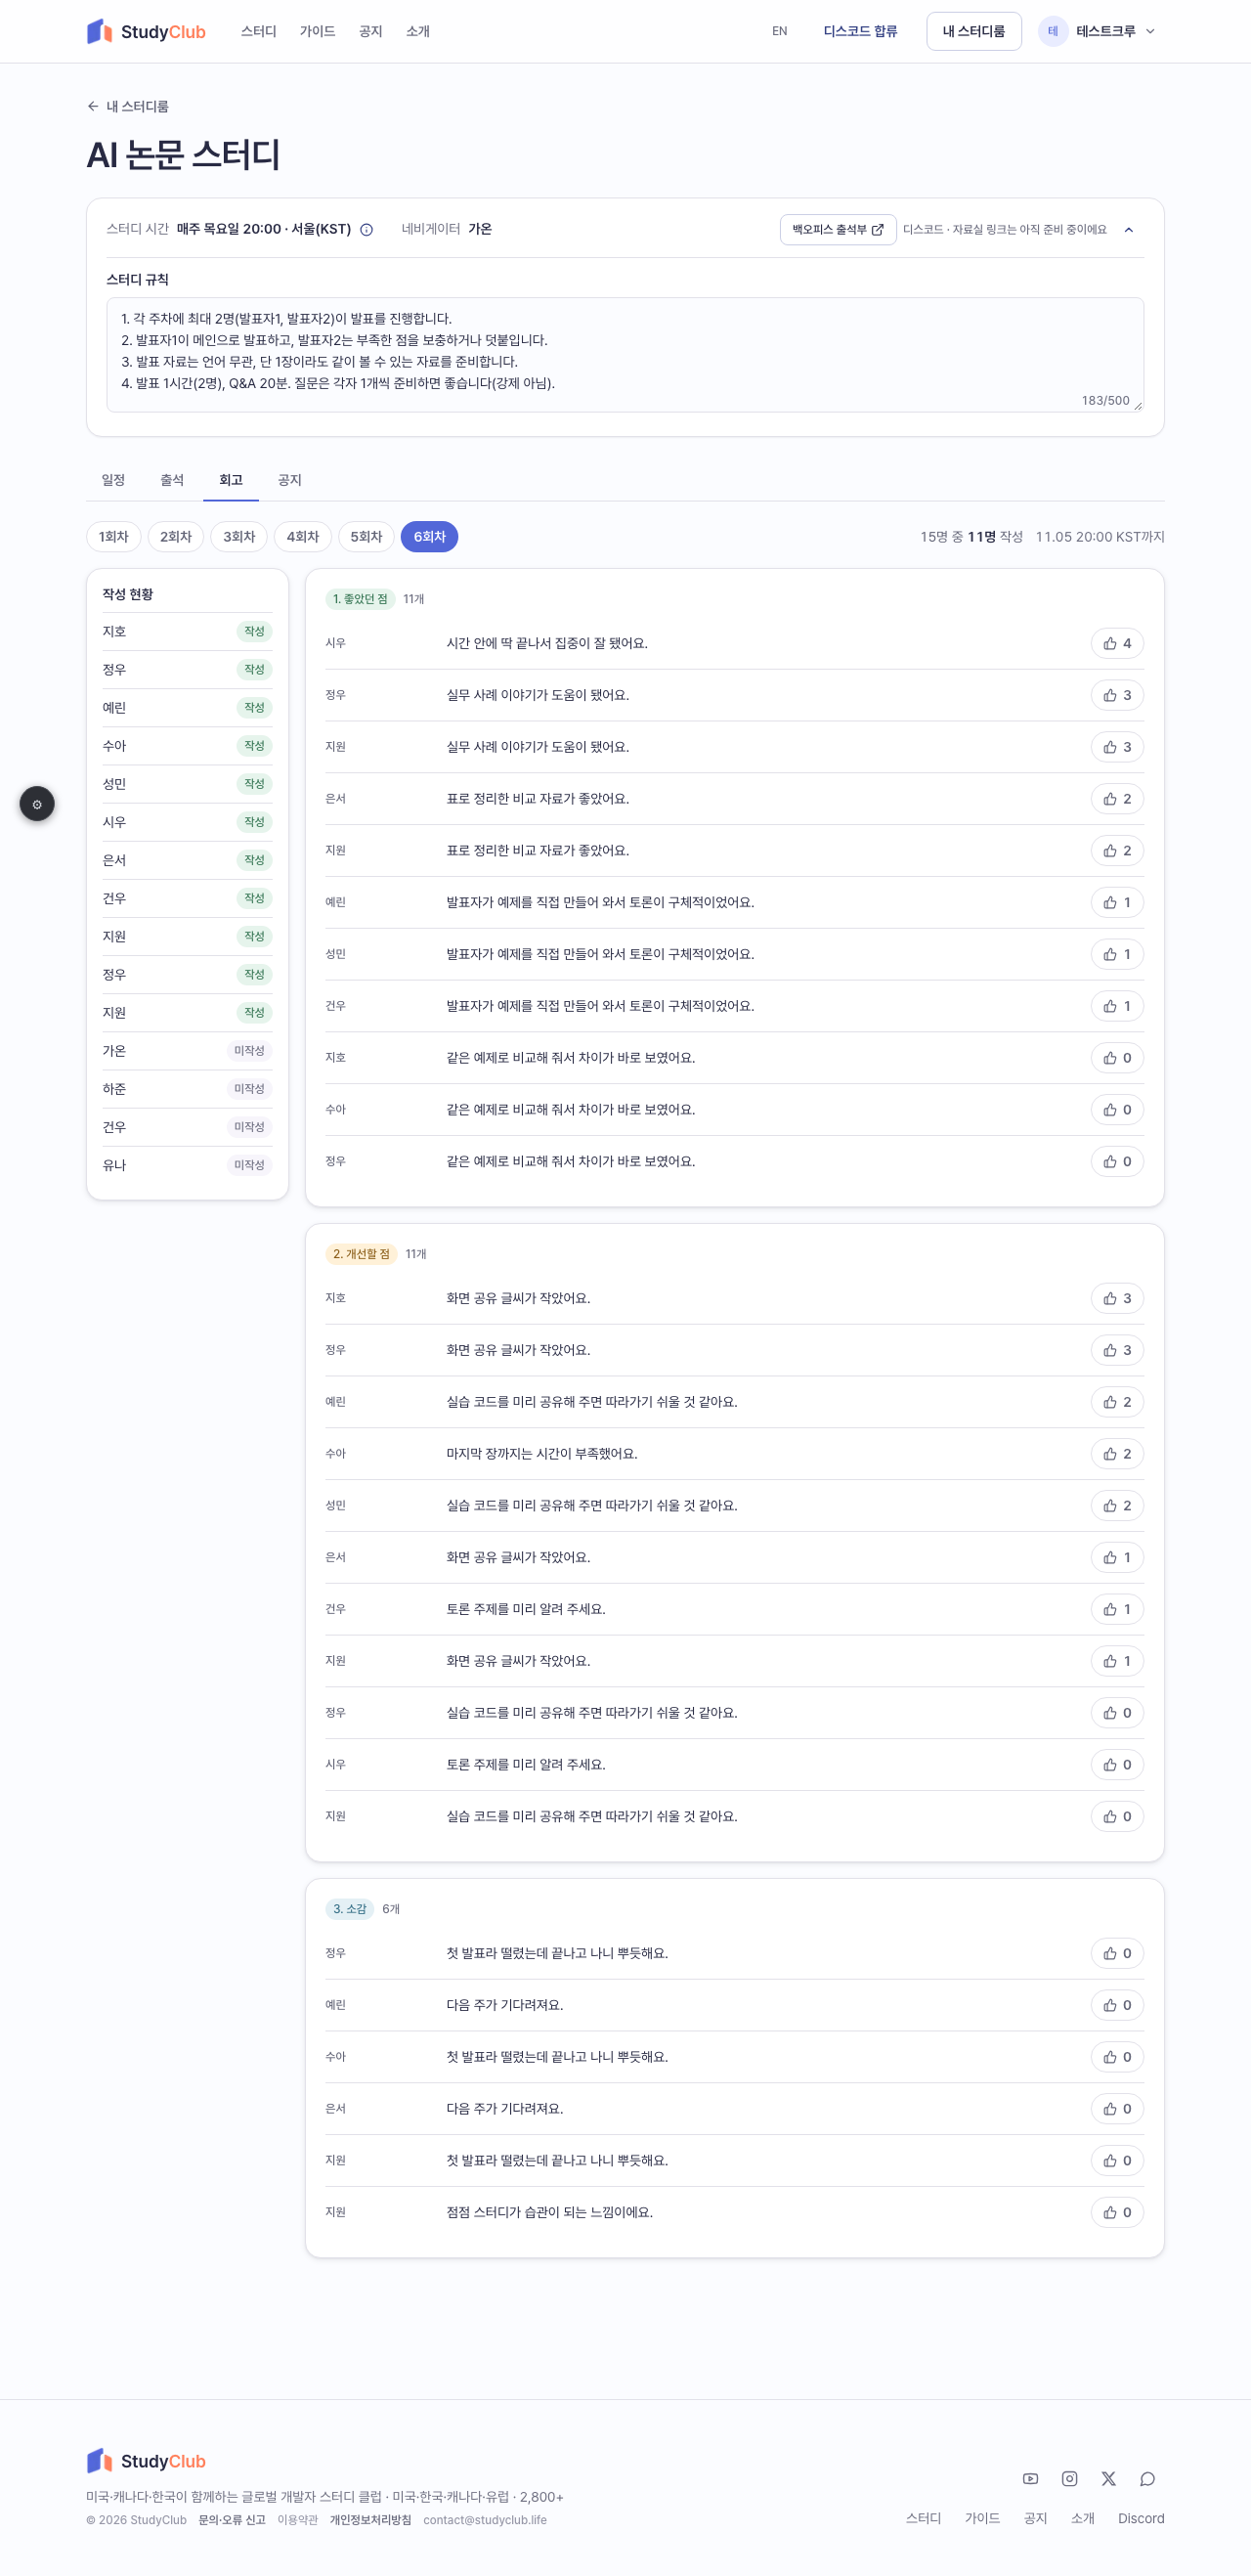 StudyClub 스터디 가이드 공지 소개 EN 디스코드 합류 내 스터디룸 테 테스트크루
내 스터디룸
AI 논문 스터디
스터디 시간 매주 목요일 20:00 · 서울(KST) 네비게이터 가온 백오피스 출석부 디스코드 · 자료실 링크는 아직 준비 중이에요
스터디 규칙
1. 각 주차에 최대 2명(발표자1, 발표자2)이 발표를 진행합니다.
2. 발표자1이 메인으로 발표하고, 발표자2는 부족한 점을 보충하거나 덧붙입니다.
3. 발표 자료는 언어 무관, 단 1장이라도 같이 볼 수 있는 자료를 준비합니다.
4. 발표 1시간(2명), Q&A 20분. 질문은 각자 1개씩 준비하면 좋습니다(강제 아님).
183/500
일정 출석 회고 공지
1회차 2회차 3회차 4회차 5회차 6회차 15명 중 11명 작성 11.05 20:00 KST까지
작성 현황
지호 작성
정우 작성
예린 작성
수아 작성
성민 작성
시우 작성
은서 작성
건우 작성
지원 작성
정우 작성
지원 작성
가온 미작성
하준 미작성
건우 미작성
유나 미작성
1. 좋았던 점 11개
시우 시간 안에 딱 끝나서 집중이 잘 됐어요. 4
정우 실무 사례 이야기가 도움이 됐어요. 3
지원 실무 사례 이야기가 도움이 됐어요. 3
은서 표로 정리한 비교 자료가 좋았어요. 2
지원 표로 정리한 비교 자료가 좋았어요. 2
예린 발표자가 예제를 직접 만들어 와서 토론이 구체적이었어요. 1
성민 발표자가 예제를 직접 만들어 와서 토론이 구체적이었어요. 1
건우 발표자가 예제를 직접 만들어 와서 토론이 구체적이었어요. 1
지호 같은 예제로 비교해 줘서 차이가 바로 보였어요. 0
수아 같은 예제로 비교해 줘서 차이가 바로 보였어요. 0
정우 같은 예제로 비교해 줘서 차이가 바로 보였어요. 0
2. 개선할 점 11개
지호 화면 공유 글씨가 작았어요. 3
정우 화면 공유 글씨가 작았어요. 3
예린 실습 코드를 미리 공유해 주면 따라가기 쉬울 것 같아요. 2
수아 마지막 장까지는 시간이 부족했어요. 2
성민 실습 코드를 미리 공유해 주면 따라가기 쉬울 것 같아요. 2
은서 화면 공유 글씨가 작았어요. 1
건우 토론 주제를 미리 알려 주세요. 1
지원 화면 공유 글씨가 작았어요. 1
정우 실습 코드를 미리 공유해 주면 따라가기 쉬울 것 같아요. 0
시우 토론 주제를 미리 알려 주세요. 0
지원 실습 코드를 미리 공유해 주면 따라가기 쉬울 것 같아요. 0
3. 소감 6개
정우 첫 발표라 떨렸는데 끝나고 나니 뿌듯해요. 0
예린 다음 주가 기다려져요. 0
수아 첫 발표라 떨렸는데 끝나고 나니 뿌듯해요. 0
은서 다음 주가 기다려져요. 0
지원 첫 발표라 떨렸는데 끝나고 나니 뿌듯해요. 0
지원 점점 스터디가 습관이 되는 느낌이에요. 0
StudyClub
미국·캐나다·한국이 함께하는 글로벌 개발자 스터디 클럽 · 미국·한국·캐나다·유럽 · 2,800+
© 2026 StudyClub 문의·오류 신고 이용약관 개인정보처리방침 contact@studyclub.life
스터디 가이드 공지 소개 Discord